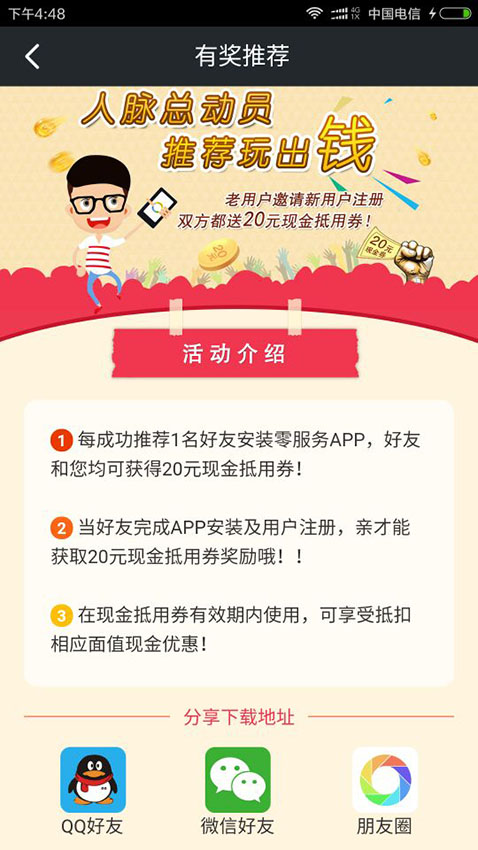 下午4:48
4G
1X
中国电信
有奖推荐
人脉总动员
推荐玩出钱
老用户邀请新用户注册
双方都送20元现金抵用券!
20元
20元
现金券
活动介绍
1 每成功推荐1名好友安装零服务APP，好友
和您均可获得20元现金抵用券！
2 当好友完成APP安装及用户注册，亲才能
获取20元现金抵用券奖励哦！！
3 在现金抵用券有效期内使用，可享受抵扣
相应面值现金优惠！
分享下载地址
QQ好友
微信好友
朋友圈